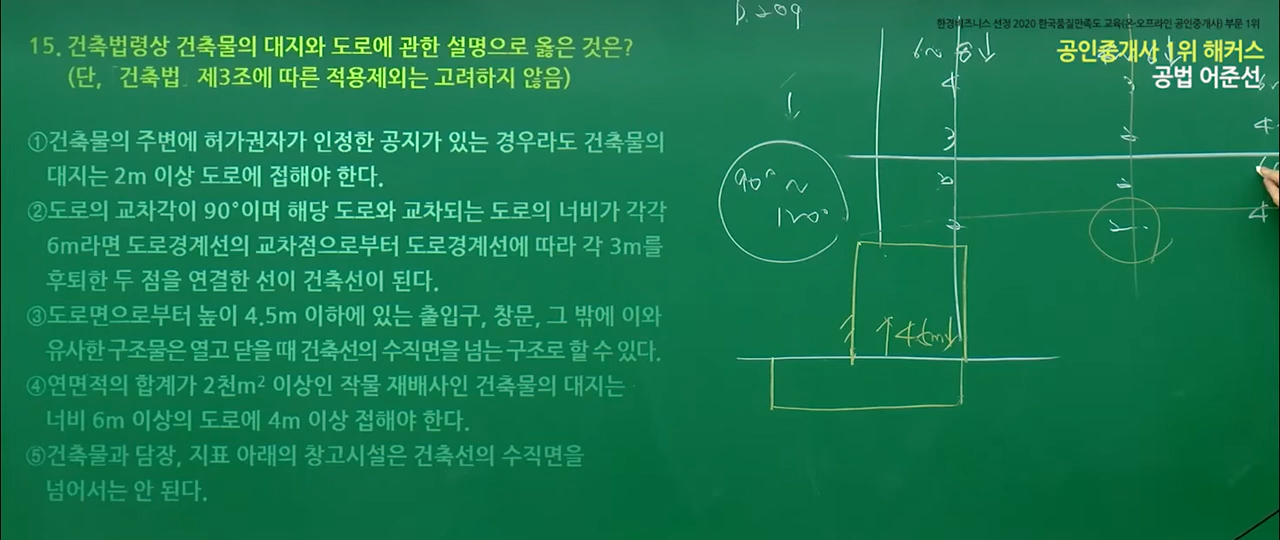 한경비즈니스 선정 2020 한국품질만족도 교육(온·오프라인 공인중개사) 부문 1위
공인중개사 1위 해커스
공법 어준선
15. 건축법령상 건축물의 대지와 도로에 관한 설명으로 옳은 것은?
(단, 「건축법」 제3조에 따른 적용제외는 고려하지 않음)
①건축물의 주변에 허가권자가 인정한 공지가 있는 경우라도 건축물의
대지는 2m 이상 도로에 접해야 한다.
②도로의 교차각이 90°이며 해당 도로와 교차되는 도로의 너비가 각각
6m라면 도로경계선의 교차점으로부터 도로경계선에 따라 각 3m를
후퇴한 두 점을 연결한 선이 건축선이 된다.
③도로면으로부터 높이 4.5m 이하에 있는 출입구, 창문, 그 밖에 이와
유사한 구조물은 열고 닫을 때 건축선의 수직면을 넘는 구조로 할 수 있다.
④연면적의 합계가 2천m² 이상인 작물 재배사인 건축물의 대지는
너비 6m 이상의 도로에 4m 이상 접해야 한다.
⑤건축물과 담장, 지표 아래의 창고시설은 건축선의 수직면을
넘어서는 안 된다.
P.209
6~8↓
4
3
90°~
120°